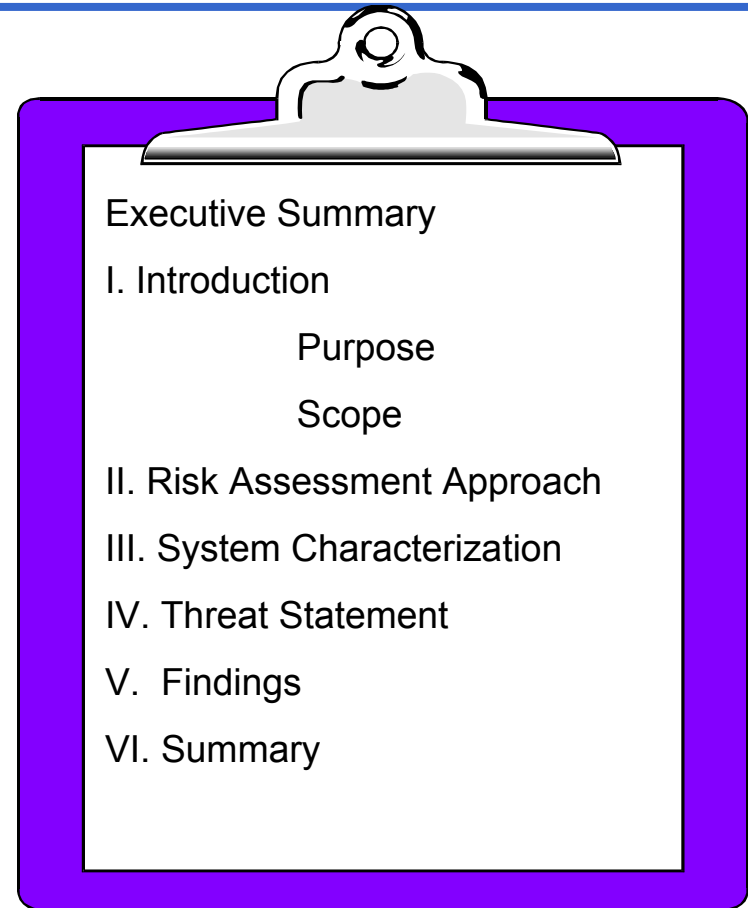 Executive Summary
I. Introduction
Purpose
Scope
II. Risk Assessment Approach
III. System Characterization
IV. Threat Statement
V.  Findings
VI. Summary